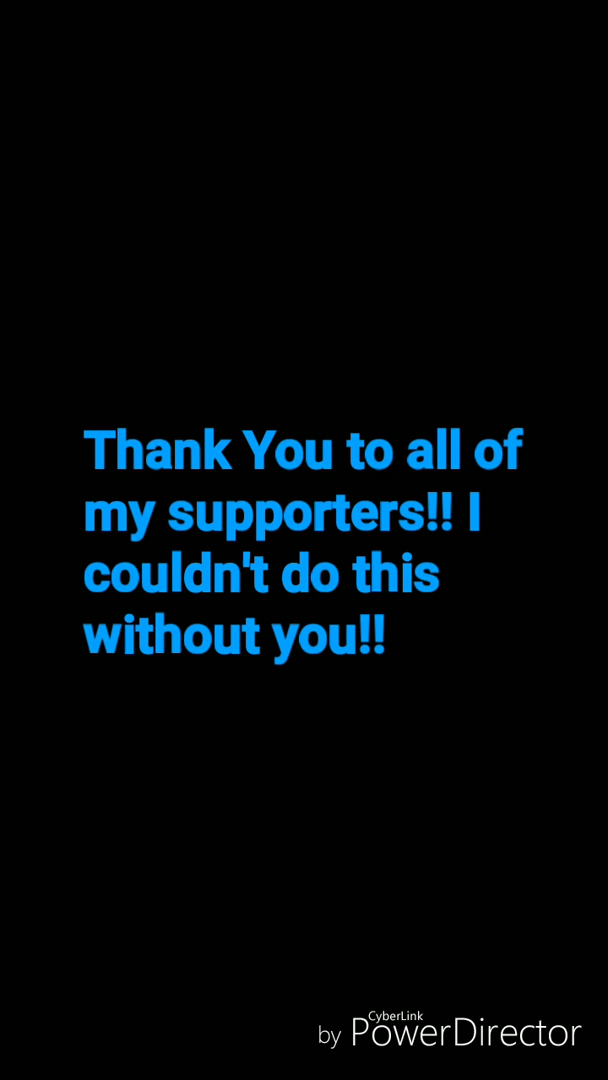 Thank You to all of
my supporters!! I
couldn't do this
without you!!
CyberLink
by PowerDirector